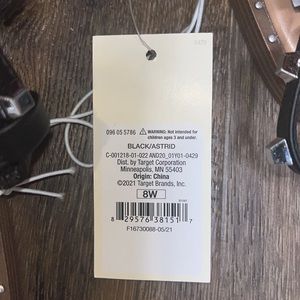 096 05 5786 ⚠ WARNING: Not intended for
children ages 3 and under.
BLACK/ASTRID
C-001218-01-022 AND20_01Y01-0429
Dist. by Target Corporation
Minneapolis, MN 55403
Origin: China
©2021 Target Brands, Inc.
8W
8 29576 38151 7
F16730088-05/21